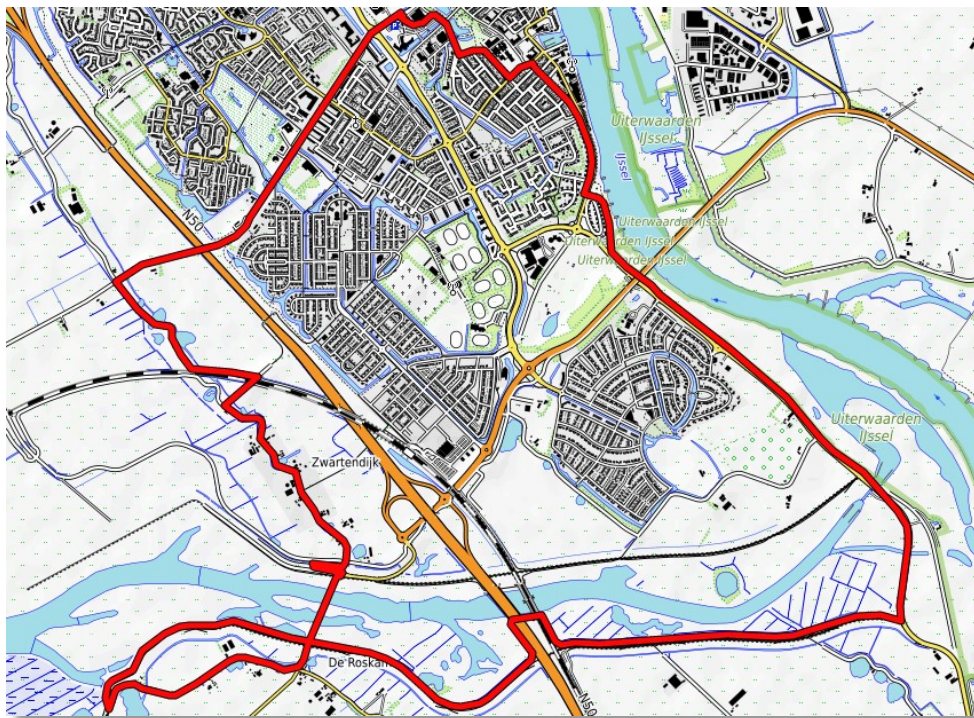 P
Uiterwaarden
IJssel
IJssel
N50
Uiterwaarden IJssel
Uiterwaarden IJssel
Uiterwaarden IJssel
Uiterwaarden
IJssel
Zwartendijk
De Roskam
N50